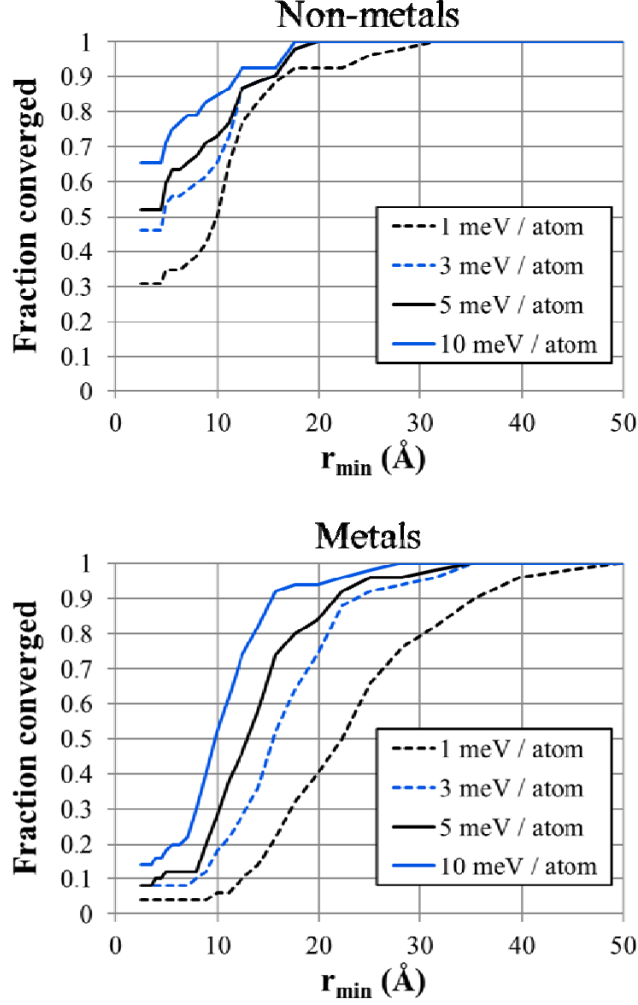 Non-metals
Fraction converged
1
0.9
0.8
0.7
0.6
0.5
0.4
0.3
0.2
0.1
0
1 meV / atom
3 meV / atom
5 meV / atom
10 meV / atom
0 10 20 30 40 50
rmin (Å)
Metals
Fraction converged
1
0.9
0.8
0.7
0.6
0.5
0.4
0.3
0.2
0.1
0
1 meV / atom
3 meV / atom
5 meV / atom
10 meV / atom
0 10 20 30 40 50
rmin (Å)